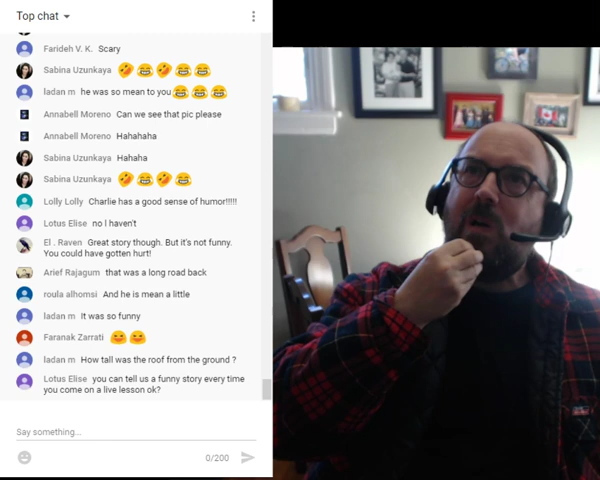 Top chat
Farideh V. K. Scary
Sabina Uzunkaya 🤣😂🤣😂
ladan m he was so mean to you😂😂😂
Annabell Moreno Can we see that pic please
Annabell Moreno Hahahaha
Sabina Uzunkaya Hahaha
Sabina Uzunkaya 🤣😂🤣😂
Lolly Lolly Charlie has a good sense of humor!!!!!
Lotus Elise no I haven't
El . Raven Great story though. But it's not funny.
You could have gotten hurt!
Arief Rajagum that was a long road back
roula alhomsi And he is mean a little
ladan m It was so funny
Faranak Zarrati 😅😅
ladan m How tall was the roof from the ground ?
Lotus Elise you can tell us a funny story every time
you come on a live lesson ok?
Say something...
0/200